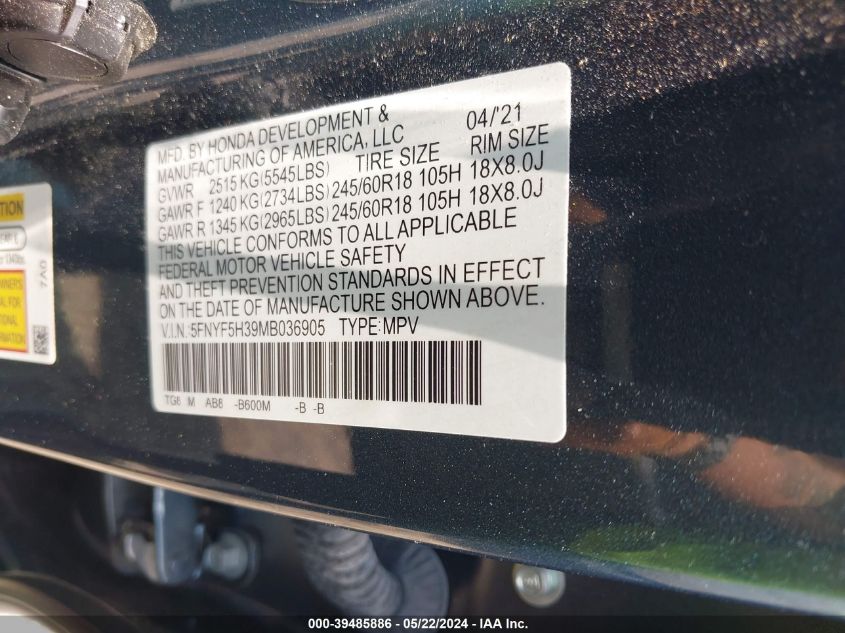 MFD. BY HONDA DEVELOPMENT & 04/'21
MANUFACTURING OF AMERICA, LLC RIM SIZE
GVWR 2515 KG(5545LBS) TIRE SIZE
GAWR F 1240 KG(2734LBS) 245/60R18 105H 18X8.0J
GAWR R 1345 KG(2965LBS) 245/60R18 105H 18X8.0J
THIS VEHICLE CONFORMS TO ALL APPLICABLE
FEDERAL MOTOR VEHICLE SAFETY
AND THEFT PREVENTION STANDARDS IN EFFECT
ON THE DATE OF MANUFACTURE SHOWN ABOVE.
V.I.N.:5FNYF5H39MB036905 TYPE:MPV
M AB8 -B600M -B -B
7AO
000-39485886 - 05/22/2024 - IAA Inc.